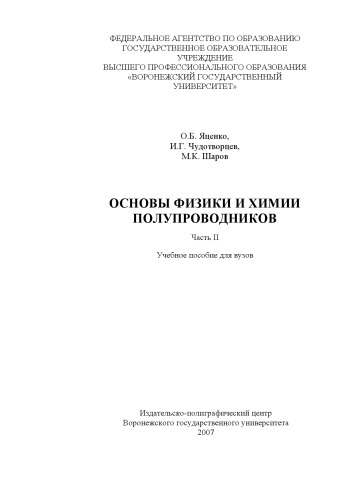 ФЕДЕРАЛЬНОЕ АГЕНТСТВО ПО ОБРАЗОВАНИЮ
ГОСУДАРСТВЕННОЕ ОБРАЗОВАТЕЛЬНОЕ
УЧРЕЖДЕНИЕ
ВЫСШЕГО ПРОФЕССИОНАЛЬНОГО ОБРАЗОВАНИЯ
«ВОРОНЕЖСКИЙ ГОСУДАРСТВЕННЫЙ
УНИВЕРСИТЕТ»
О.Б. Яценко,
И.Г. Чудотворцев,
М.К. Шаров
ОСНОВЫ ФИЗИКИ И ХИМИИ
ПОЛУПРОВОДНИКОВ
Часть II
Учебное пособие для вузов
Издательско-полиграфический центр
Воронежского государственного университета
2007